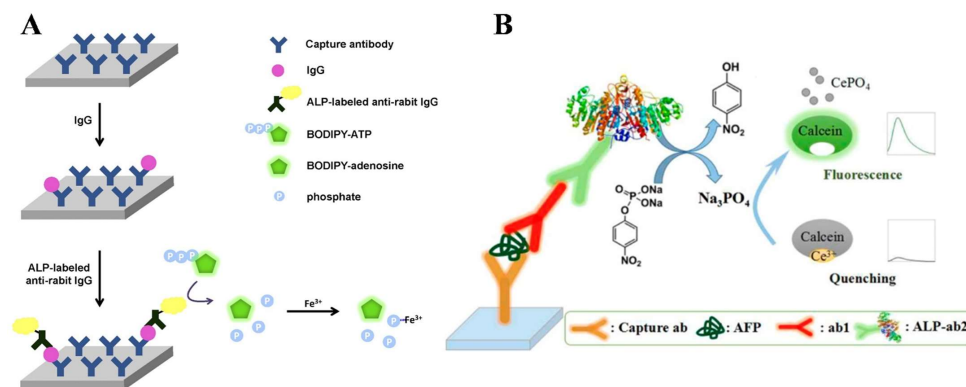 A
Capture antibody
IgG
ALP-labeled anti-rabit IgG
PPP
BODIPY-ATP
BODIPY-adenosine
P
phosphate
IgG
ALP-labeled
anti-rabit IgG
PPP
P
P
P
P
Fe³⁺
P-Fe³⁺
P
P
B
OH
NO₂
CePO₄
Calcein
Fluorescence
ONa
O=P ONa
O
NO₂
Na₃PO₄
Calcein
Ce³⁺
Quenching
: Capture ab
: AFP
: ab1
: ALP-ab2